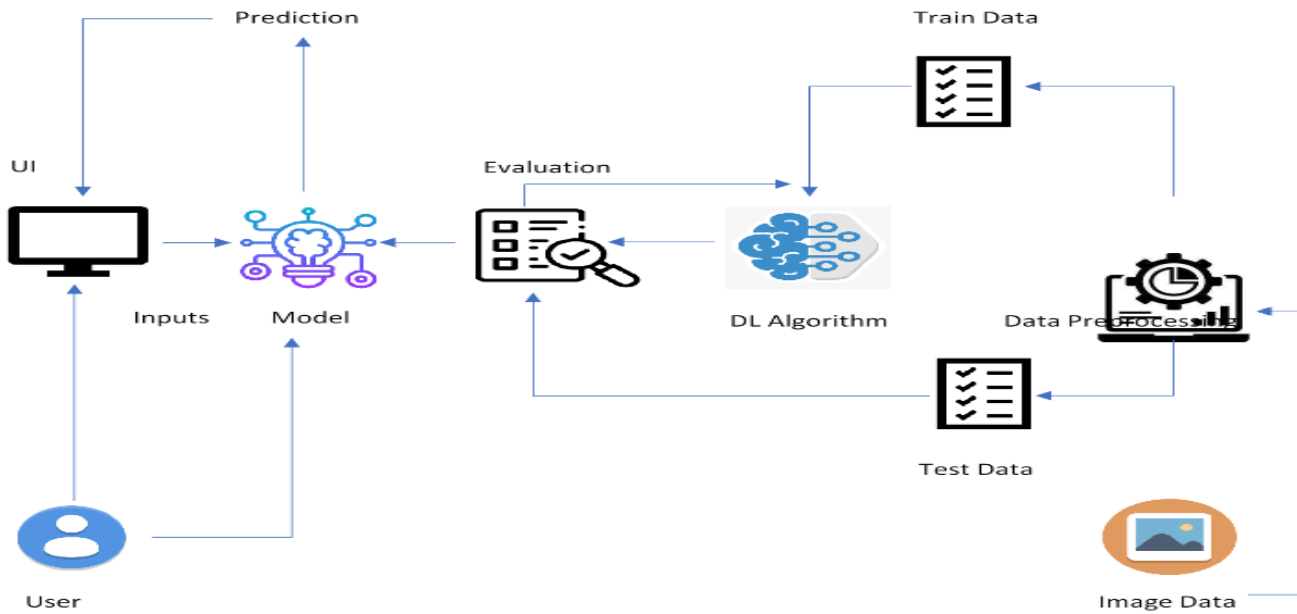 Prediction
Train Data
UI
Evaluation
Inputs
Model
DL Algorithm
Data Preprocessing
Test Data
User
Image Data